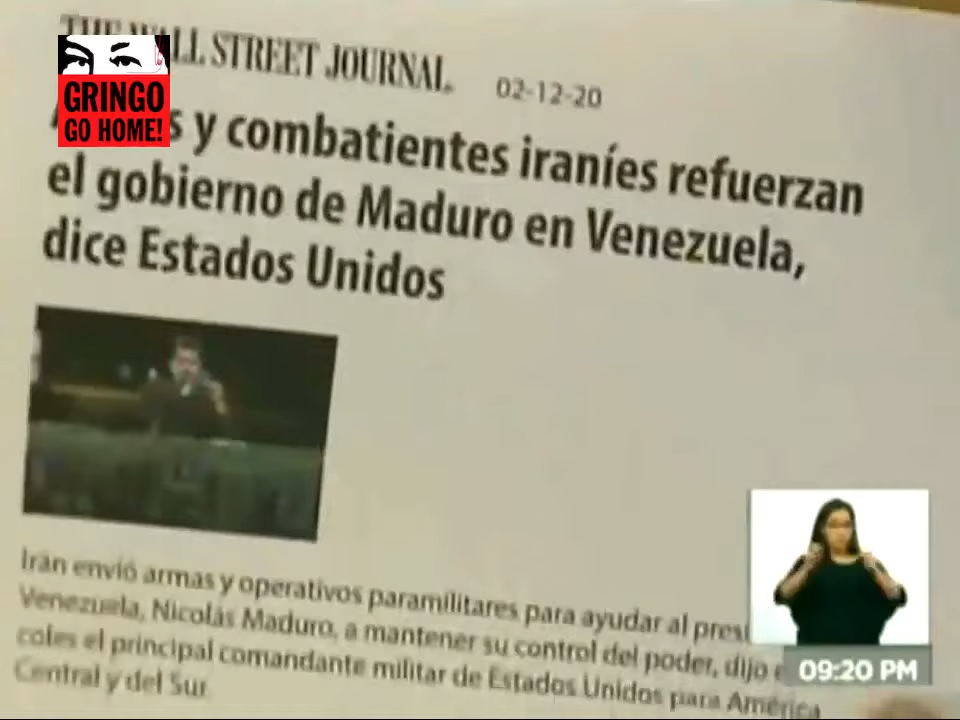 THE WALL STREET JOURNAL.
02-12-20
GRINGO
GO HOME!
s y combatientes iraníes refuerzan
el gobierno de Maduro en Venezuela,
dice Estados Unidos
Irán envió armas y operativos paramilitares para ayudar al presi
Venezuela, Nicolás Maduro, a mantener su control del poder, dijo e
coles el principal comandante militar de Estados Unidos para América
Central y del Sur
09:20 PM